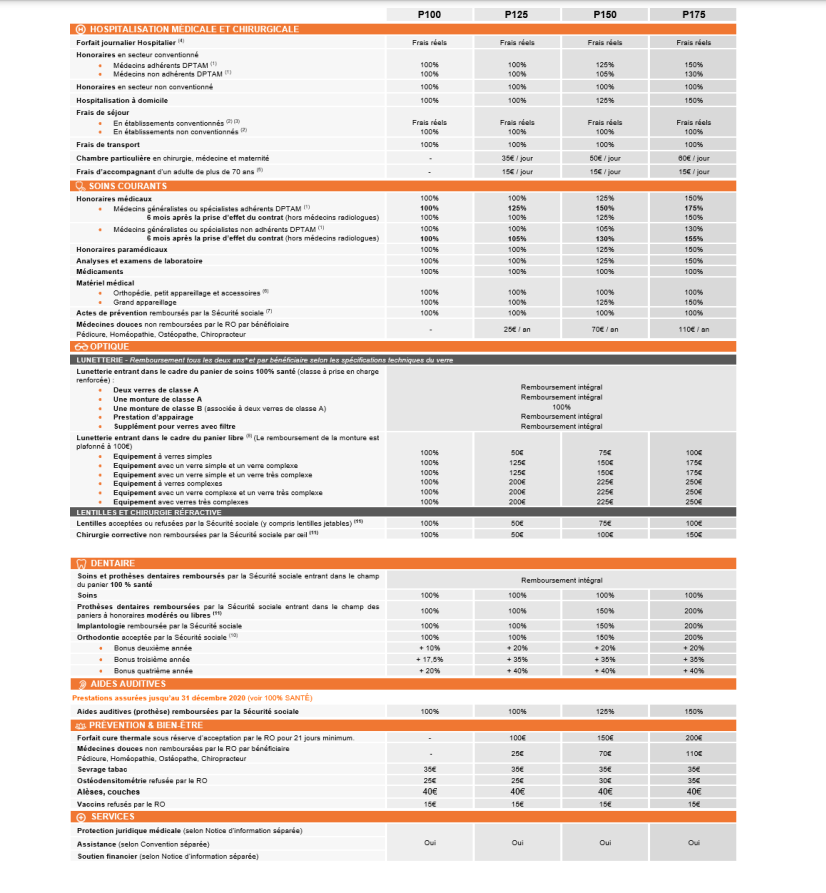 P100 P125 P150 P175
HOSPITALISATION MÉDICALE ET CHIRURGICALE
Forfait journalier Hospitalier (4) Frais réels Frais réels Frais réels Frais réels
Honoraires en secteur conventionné
• Médecins adhérents DPTAM (1) 100% 100% 125% 150%
• Médecins non adhérents DPTAM (1) 100% 100% 105% 130%
Honoraires en secteur non conventionné 100% 100% 100% 100%
Hospitalisation à domicile 100% 100% 125% 150%
Frais de séjour
• En établissements conventionnés (2) (3) Frais réels Frais réels Frais réels Frais réels
• En établissements non conventionnés (2) 100% 100% 100% 100%
Frais de transport 100% 100% 100% 100%
Chambre particulière en chirurgie, médecine et maternité - 35€ / jour 50€ / jour 60€ / jour
Frais d'accompagnant d'un adulte de plus de 70 ans (5) - 15€ / jour 15€ / jour 15€ / jour
SOINS COURANTS
Honoraires médicaux 100% 100% 125% 150%
• Médecins généralistes ou spécialistes adhérents DPTAM (1) 100% 125% 150% 175%
6 mois après la prise d'effet du contrat (hors médecins radiologues) 100% 100% 125% 150%
• Médecins généralistes ou spécialistes non adhérents DPTAM (1) 100% 100% 105% 130%
6 mois après la prise d'effet du contrat (hors médecins radiologues) 100% 105% 130% 155%
Honoraires paramédicaux 100% 100% 125% 150%
Analyses et examens de laboratoire 100% 100% 125% 150%
Médicaments 100% 100% 100% 100%
Matériel médical
• Orthopédie, petit appareillage et accessoires (6) 100% 100% 100% 100%
• Grand appareillage 100% 100% 125% 150%
Actes de prévention remboursés par la Sécurité sociale (7) 100% 100% 100% 100%
Médecines douces non remboursées par le RO par bénéficiaire
Pédicure, Homéopathie, Ostéopathe, Chiropracteur - 25€ / an 70€ / an 110€ / an
OPTIQUE
LUNETTERIE - Remboursement tous les deux ans* et par bénéficiaire selon les spécifications techniques du verre
Lunetterie entrant dans le cadre du panier de soins 100% santé (classe à prise en charge
renforcée) :
• Deux verres de classe A Remboursement intégral
• Une monture de classe A Remboursement intégral
• Une monture de classe B (associée à deux verres de classe A) 100%
• Prestation d'appairage Remboursement intégral
• Supplément pour verres avec filtre Remboursement intégral
Lunetterie entrant dans le cadre du panier libre (8) (Le remboursement de la monture est
plafonné à 100€)
• Equipement à verres simples 100% 50€ 75€ 100€
• Equipement avec un verre simple et un verre complexe 100% 125€ 150€ 175€
• Equipement avec un verre simple et un verre très complexe 100% 125€ 150€ 175€
• Equipement à verres complexes 100% 200€ 225€ 250€
• Equipement avec un verre complexe et un verre très complexe 100% 200€ 225€ 250€
• Equipement avec verres très complexes 100% 200€ 225€ 250€
LENTILLES ET CHIRURGIE RÉFRACTIVE
Lentilles acceptées ou refusées par la Sécurité sociale (y compris lentilles jetables) (11) 100% 50€ 75€ 100€
Chirurgie corrective non remboursées par la Sécurité sociale par œil (11) 100% 50€ 100€ 150€
DENTAIRE
Soins et prothèses dentaires remboursés par la Sécurité sociale entrant dans le champ
du panier 100 % santé Remboursement intégral
Soins 100% 100% 100% 100%
Prothèses dentaires remboursées par la Sécurité sociale entrant dans le champ des
paniers à honoraires modérés ou libres (11) 100% 100% 150% 200%
Implantologie remboursée par la Sécurité sociale 100% 100% 150% 200%
Orthodontie acceptée par la Sécurité sociale (10) 100% 100% 150% 200%
• Bonus deuxième année + 10% + 20% + 20% + 20%
• Bonus troisième année + 17,5% + 35% + 35% + 35%
• Bonus quatrième année + 20% + 40% + 40% + 40%
AIDES AUDITIVES
Prestations assurées jusqu'au 31 décembre 2020 (voir 100% SANTÉ)
Aides auditives (prothèse) remboursées par la Sécurité sociale 100% 100% 125% 150%
PRÉVENTION & BIEN-ÊTRE
Forfait cure thermale sous réserve d'acceptation par le RO pour 21 jours minimum. - 100€ 150€ 200€
Médecines douces non remboursées par le RO par bénéficiaire
Pédicure, Homéopathie, Ostéopathe, Chiropracteur - 25€ 70€ 110€
Sevrage tabac 35€ 35€ 35€ 35€
Ostéodensitométrie refusée par le RO 25€ 25€ 30€ 35€
Alèses, couches 40€ 40€ 40€ 40€
Vaccins refusés par le RO 15€ 15€ 15€ 15€
SERVICES
Protection juridique médicale (selon Notice d'information séparée)
Assistance (selon Convention séparée) Oui Oui Oui Oui
Soutien financier (selon Notice d'information séparée)